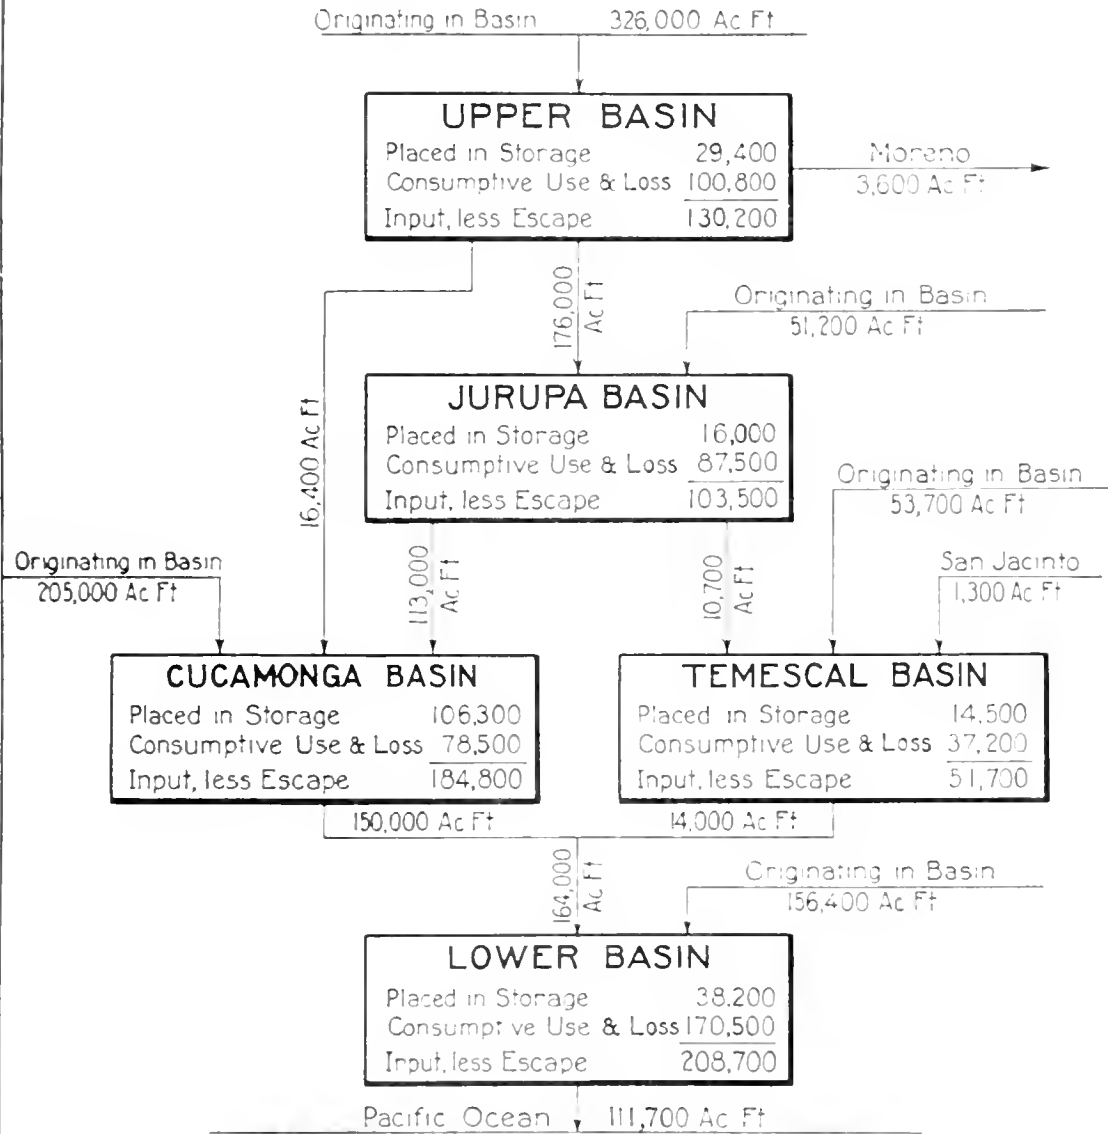 Originating in Basin 326,000 Ac Ft
UPPER BASIN
Placed in Storage 29,400
Consumptive Use & Loss 100,800
Input, less Escape 130,200
Moreno
3,600 Ac Ft
176,000
Ac Ft
Originating in Basin
51,200 Ac Ft
16,400 Ac Ft
JURUPA BASIN
Placed in Storage 16,000
Consumptive Use & Loss 87,500
Input, less Escape 103,500
Originating in Basin
53,700 Ac Ft
Originating in Basin
205,000 Ac Ft
113,000
Ac Ft
10,700
Ac Ft
San Jacinto
1,300 Ac Ft
CUCAMONGA BASIN
Placed in Storage 106,300
Consumptive Use & Loss 78,500
Input, less Escape 184,800
TEMESCAL BASIN
Placed in Storage 14,500
Consumptive Use & Loss 37,200
Input, less Escape 51,700
150,000 Ac Ft
14,000 Ac Ft
164,000
Ac Ft
Originating in Basin
156,400 Ac Ft
LOWER BASIN
Placed in Storage 38,200
Consumptive Use & Loss 170,500
Input, less Escape 208,700
Pacific Ocean 111,700 Ac Ft